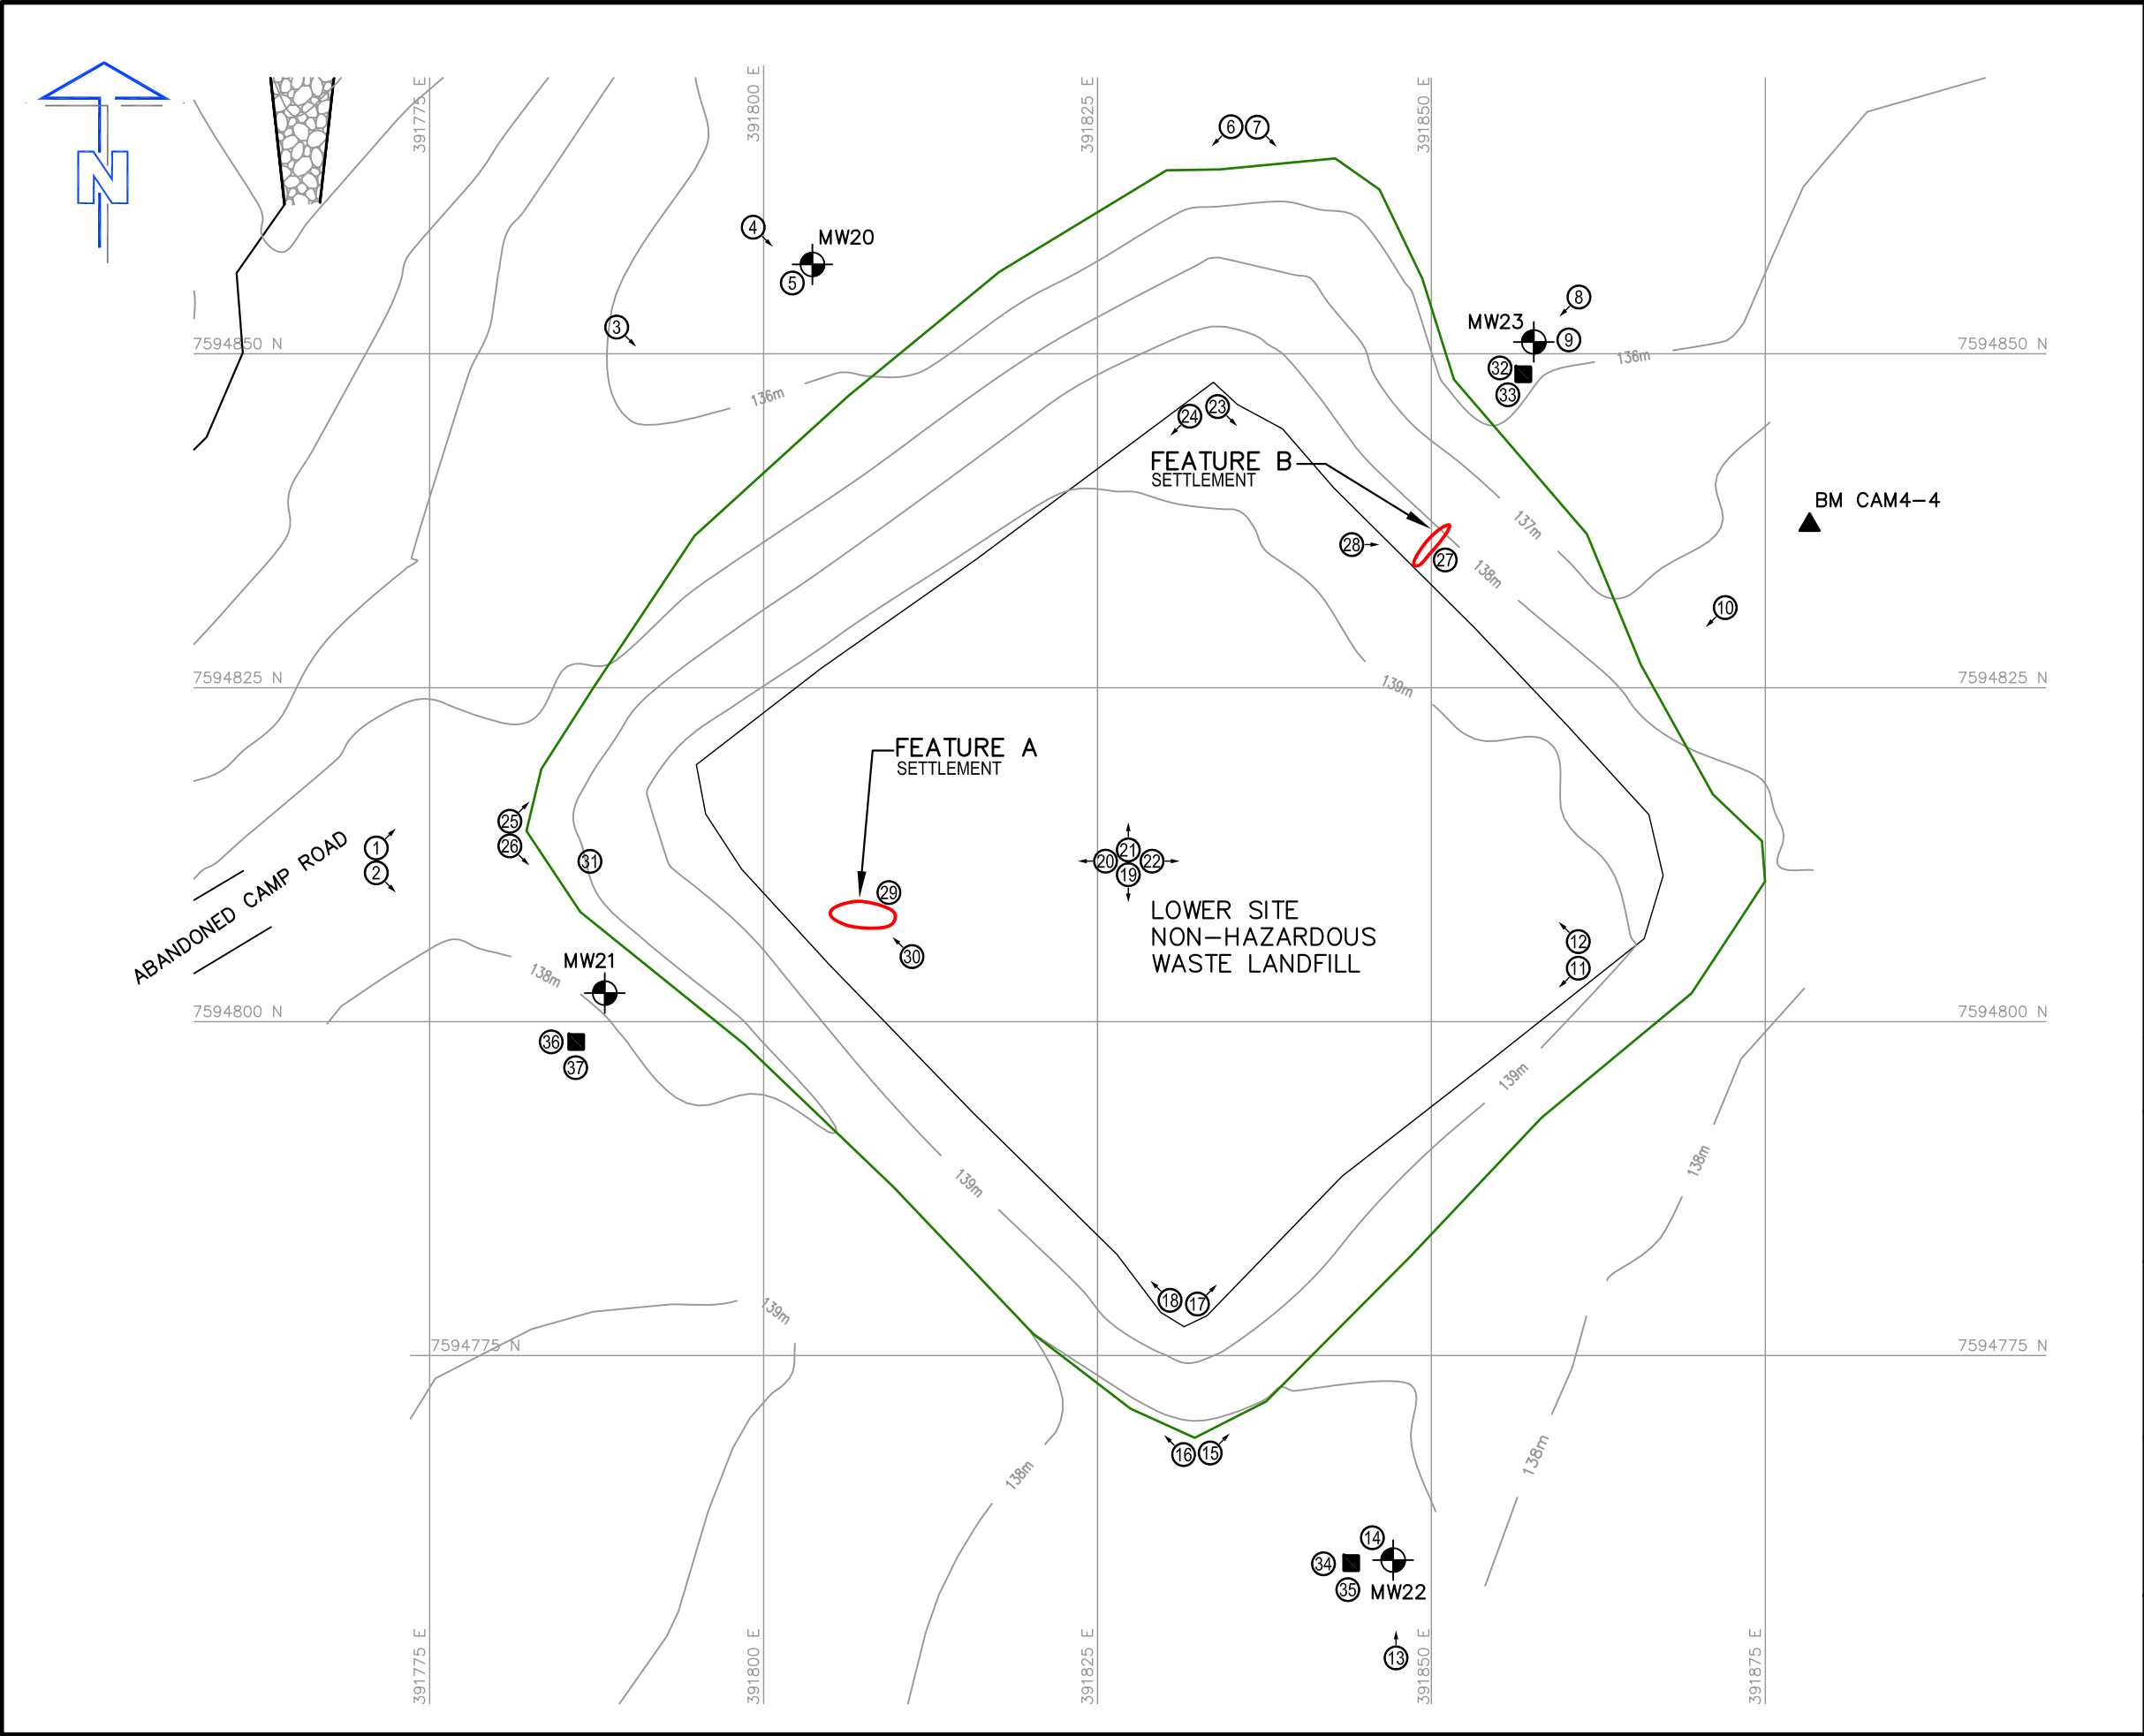 N
391775 E
391800 E
391825 E
391850 E
6
7
4
MW20
5
3
8
MW23
9
32
33
7594850 N
7594850 N
136m
136m
24
23
FEATURE B
SETTLEMENT
28
27
137m
138m
BM CAM4-4
10
7594825 N
7594825 N
139m
FEATURE A
SETTLEMENT
25
26
1
2
ABANDONED CAMP ROAD
31
29
30
21
20
22
19
LOWER SITE
NON-HAZARDOUS
WASTE LANDFILL
12
11
MW21
138m
36
37
7594800 N
7594800 N
139m
139m
138m
18
17
139m
7594775 N
7594775 N
16
15
138m
138m
14
34
35
MW22
13
391775 E
391800 E
391825 E
391850 E
391875 E